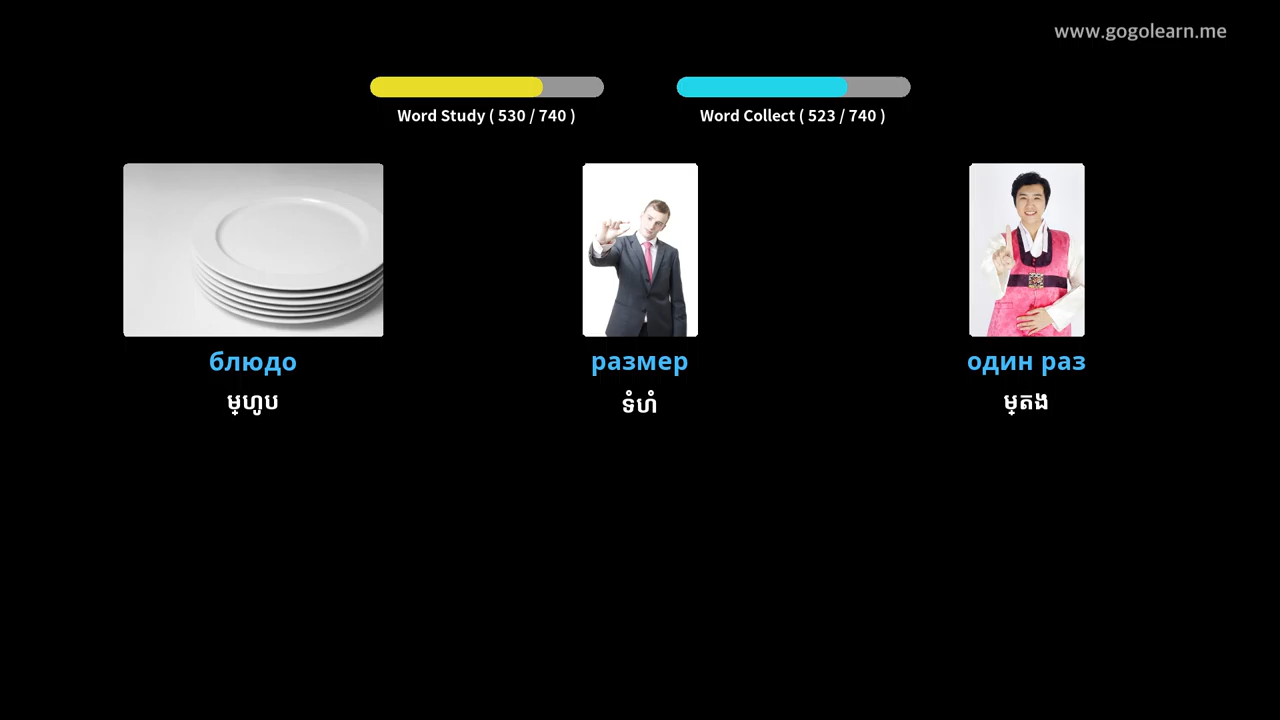 www.gogolearn.me
Word Study ( 530 / 740 )
Word Collect ( 523 / 740 )
блюдо
размер
один раз
ម្ហូប
ទំហំ
ម្តង